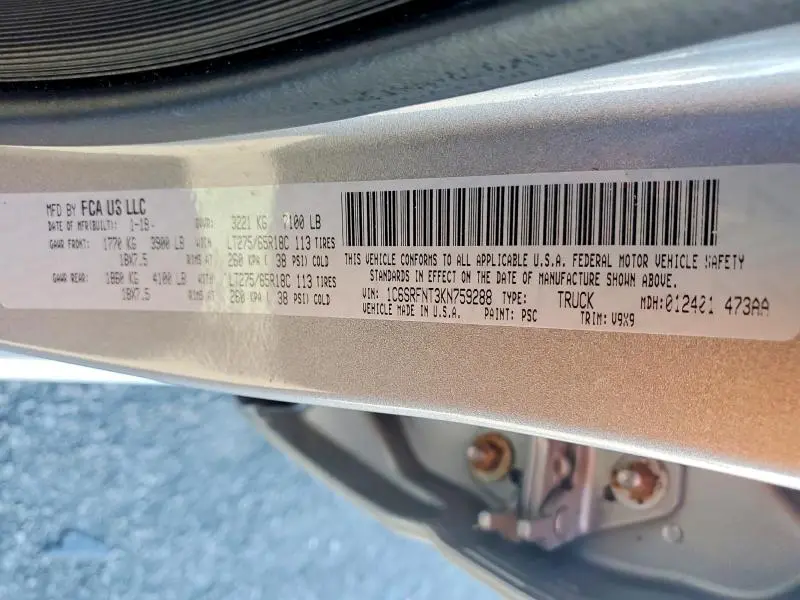 MFD BY FCA US LLC
DATE OF MFR(BUILT): 1-19
GVWR: 3221 KG 7100 LB
GAWR FRONT: 1770 KG 3900 LB WITH LT275/65R18C 113 TIRES
18X7.5 RIMS AT 260 KPA ( 38 PSI) COLD
GAWR REAR: 1860 KG 4100 LB WITH LT275/65R18C 113 TIRES
18X7.5 RIMS AT 260 KPA ( 38 PSI) COLD
THIS VEHICLE CONFORMS TO ALL APPLICABLE U.S.A. FEDERAL MOTOR VEHICLE SAFETY
STANDARDS IN EFFECT ON THE DATE OF MANUFACTURE SHOWN ABOVE.
VIN: 1C6SRFNT3KN759288 TYPE: TRUCK MDH:012401 473AA
VEHICLE MADE IN U.S.A. PAINT: PSC TRIM: V9X9